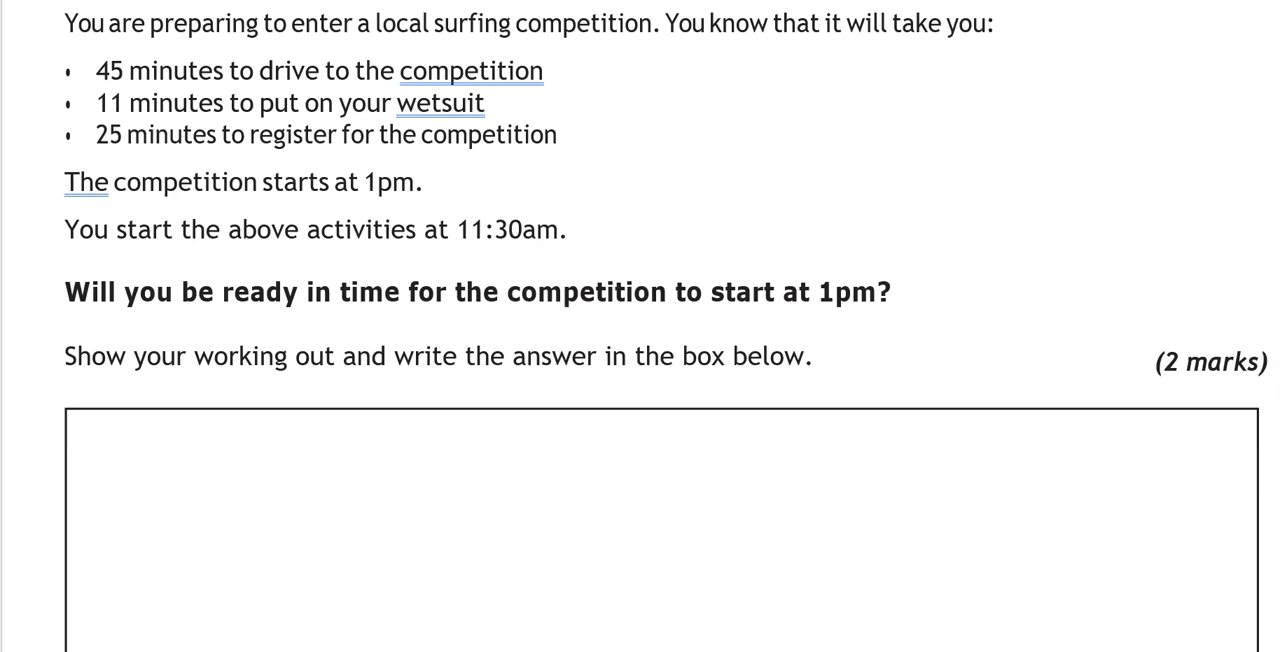 You are preparing to enter a local surfing competition. You know that it will take you:
• 45 minutes to drive to the competition
• 11 minutes to put on your wetsuit
• 25 minutes to register for the competition
The competition starts at 1pm.
You start the above activities at 11:30am.
Will you be ready in time for the competition to start at 1pm?
Show your working out and write the answer in the box below.
(2 marks)